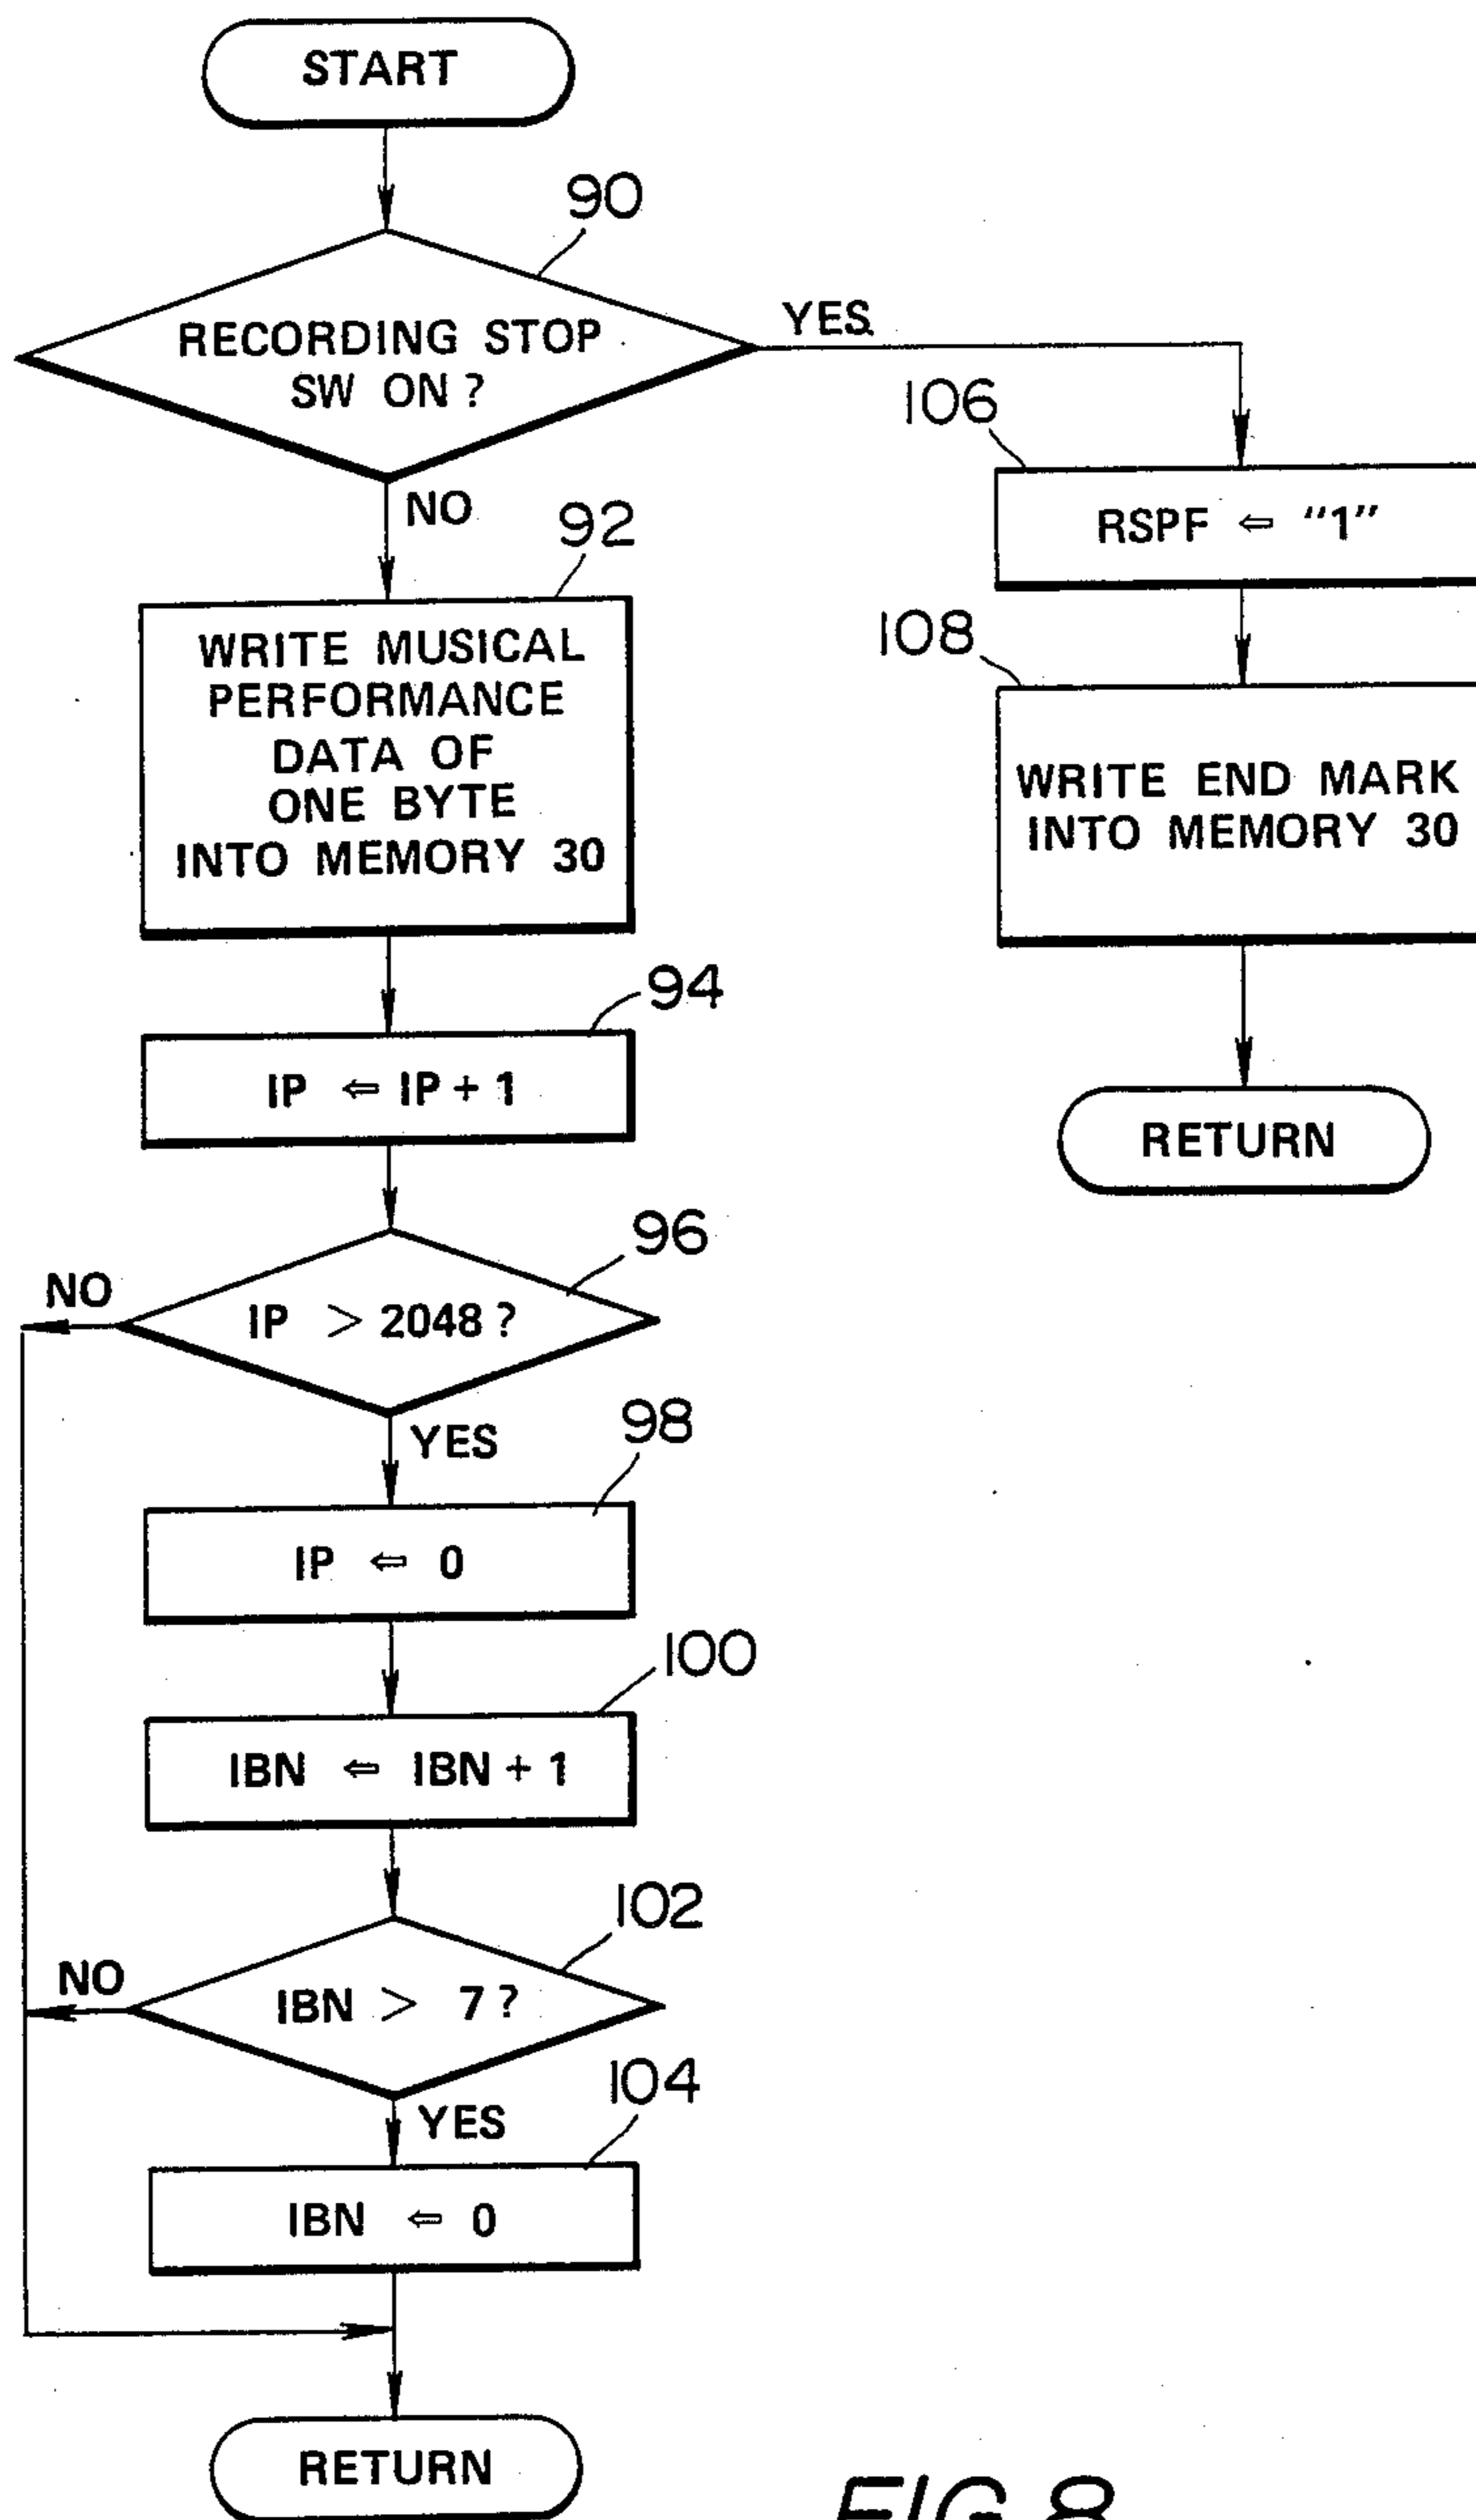 START
90
RECORDING STOP
SW ON ?
YES
NO
106
RSPF ⇐ “1”
92
WRITE MUSICAL
PERFORMANCE
DATA OF
ONE BYTE
INTO MEMORY 30
108
WRITE END MARK
INTO MEMORY 30
RETURN
94
IP ⇐ IP + 1
96
IP > 2048 ?
NO
YES
98
IP ⇐ 0
100
IBN ⇐ IBN + 1
102
IBN > 7 ?
NO
YES
104
IBN ⇐ 0
RETURN
FIG. 8